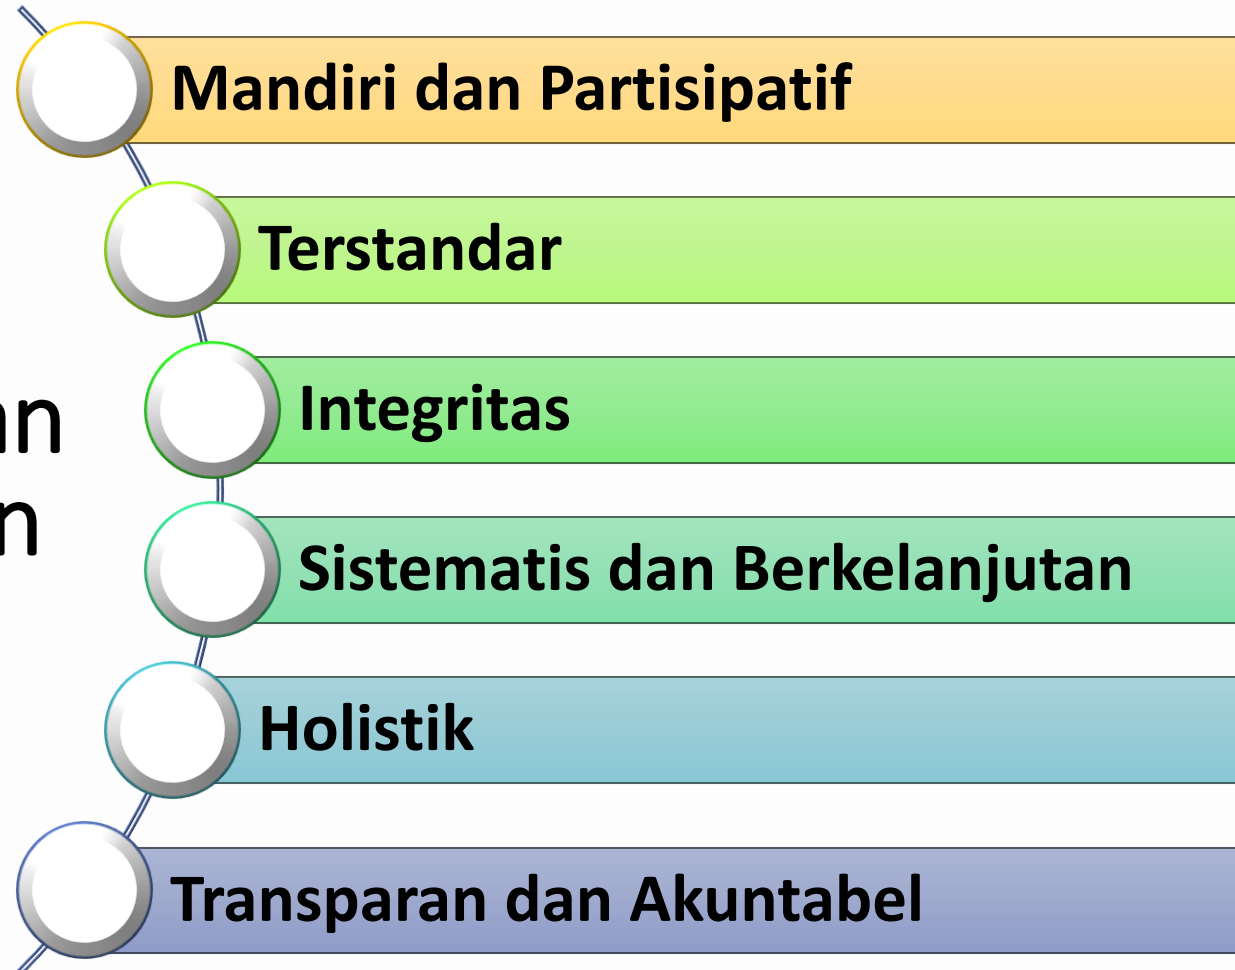 Mandiri dan Partisipatif
Terstandar
Integritas
Sistematis dan Berkelanjutan
Holistik
Transparan dan Akuntabel